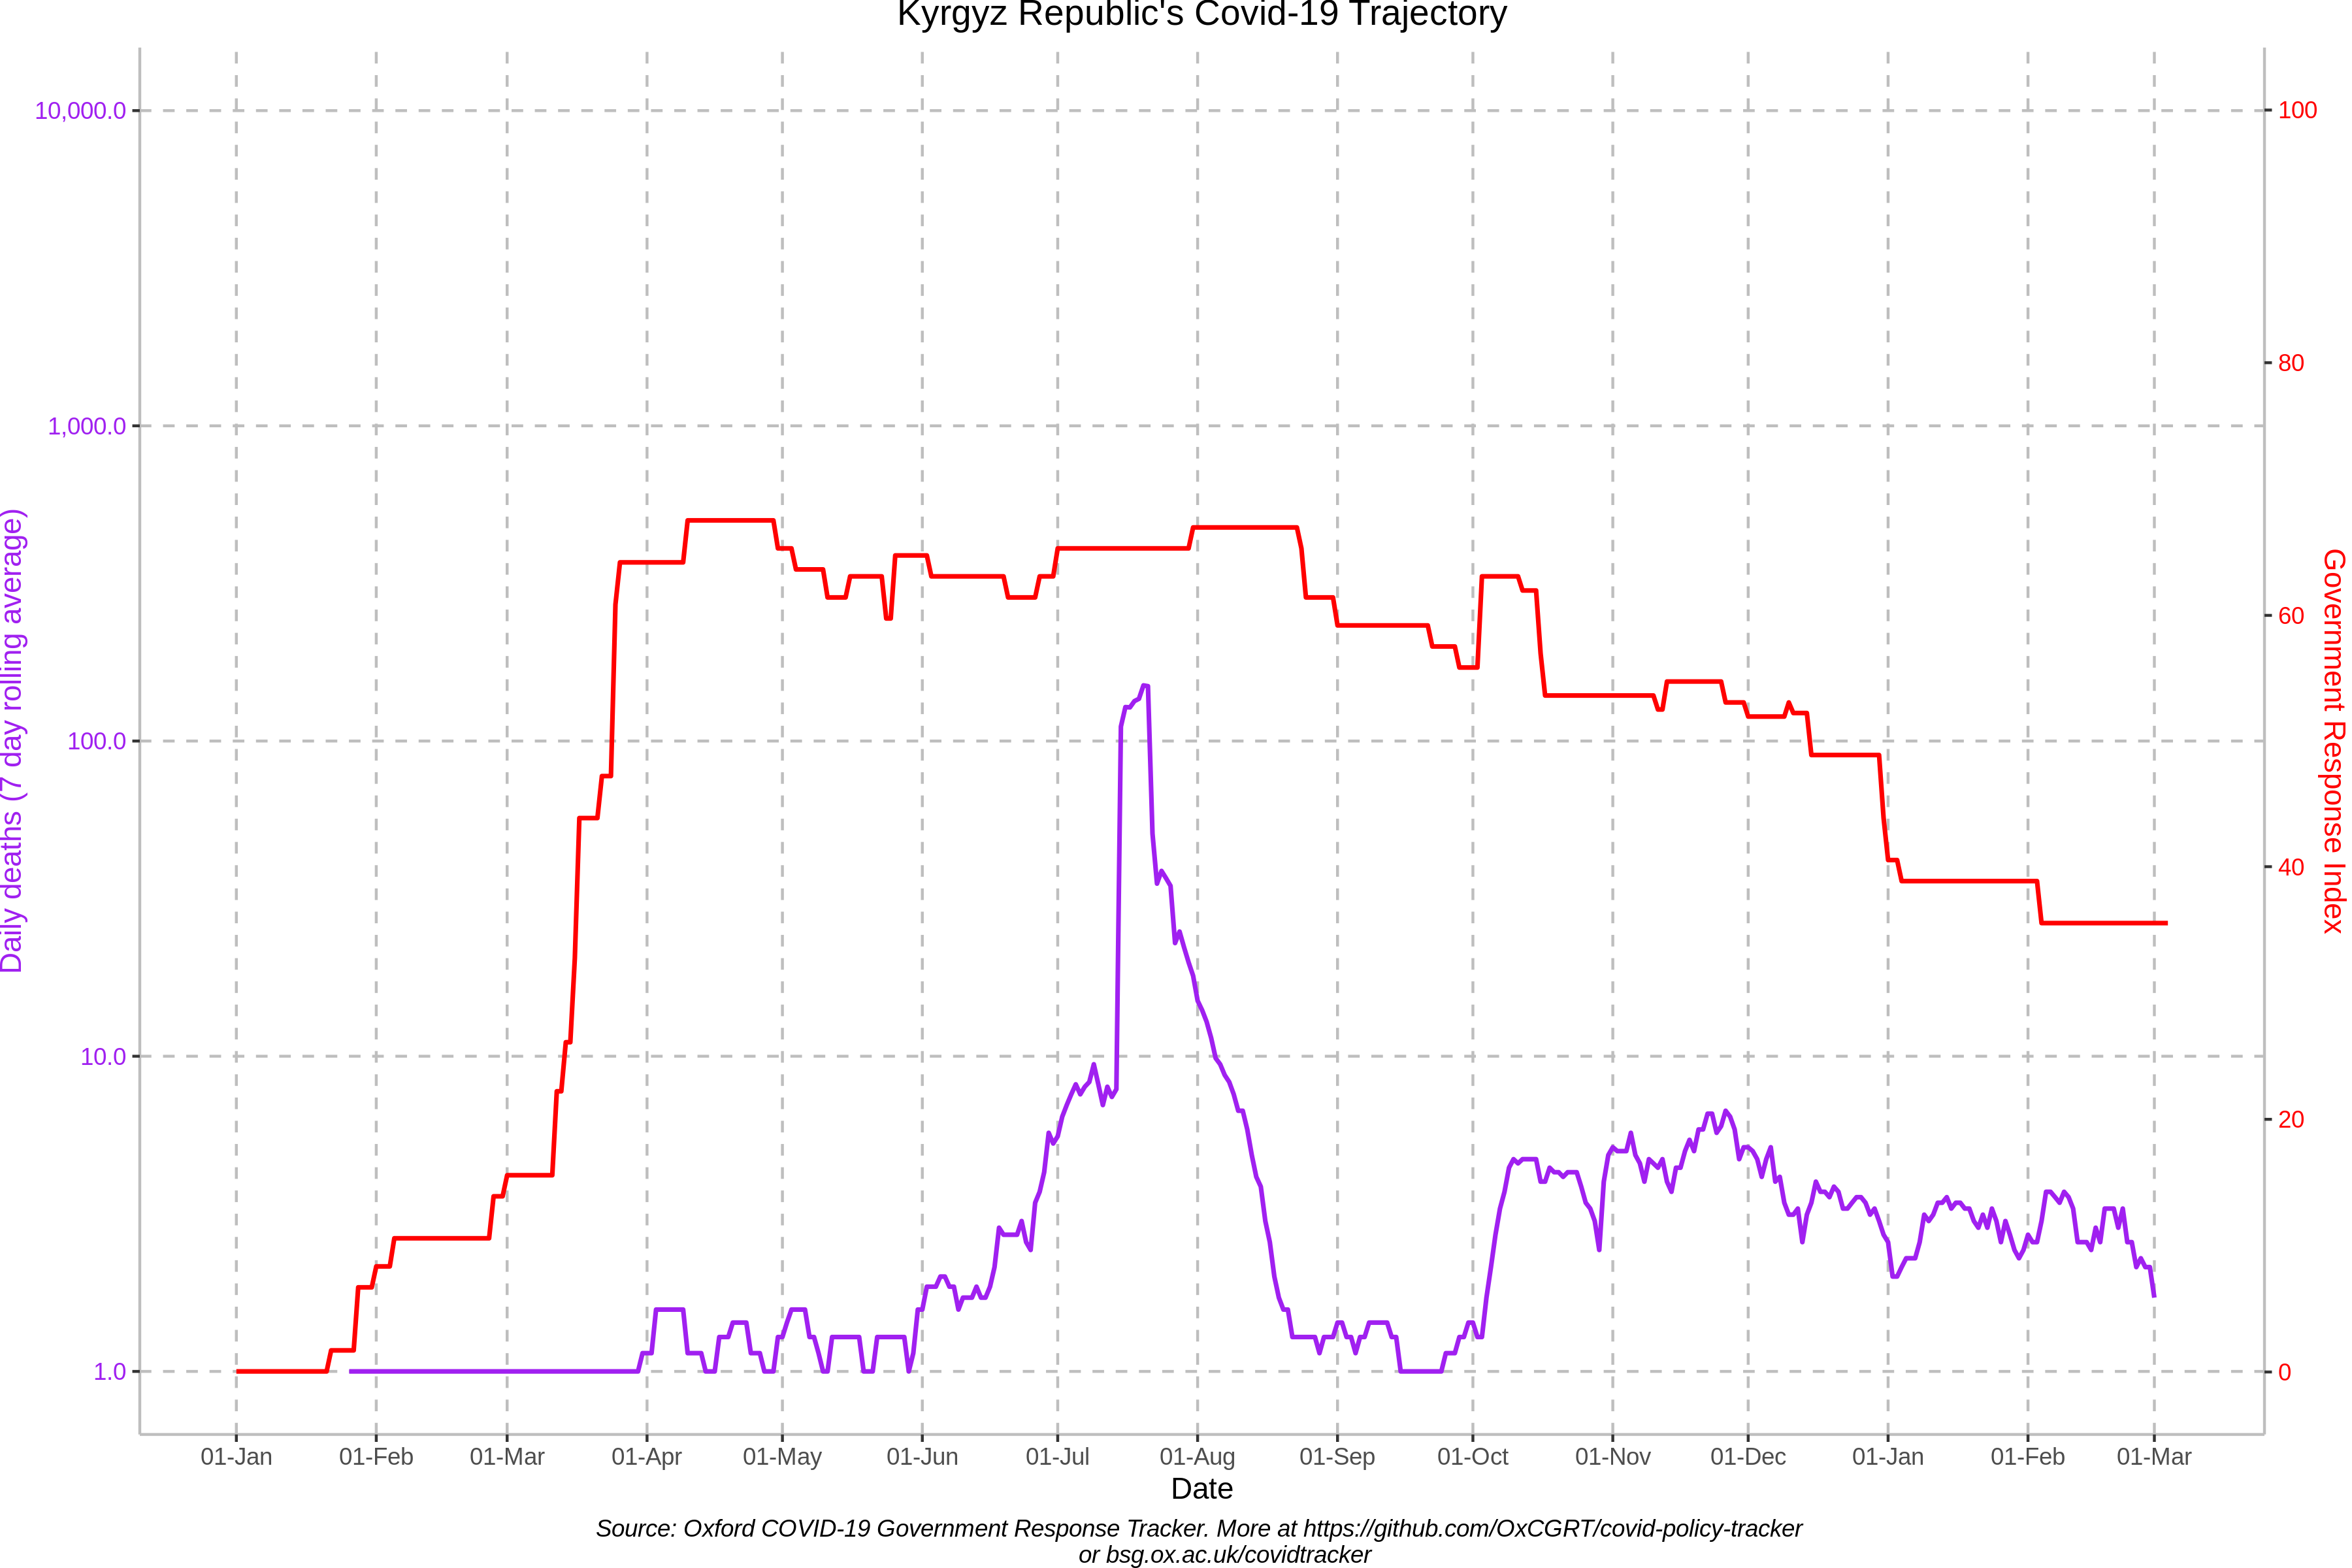 Kyrgyz Republic's Covid-19 Trajectory
10,000.0
1,000.0
100.0
10.0
1.0
Daily deaths (7 day rolling average)
100
80
60
40
20
0
Government Response Index
01-Jan 01-Feb 01-Mar 01-Apr 01-May 01-Jun 01-Jul 01-Aug 01-Sep 01-Oct 01-Nov 01-Dec 01-Jan 01-Feb 01-Mar
Date
Source: Oxford COVID-19 Government Response Tracker. More at https://github.com/OxCGRT/covid-policy-tracker
or bsg.ox.ac.uk/covidtracker